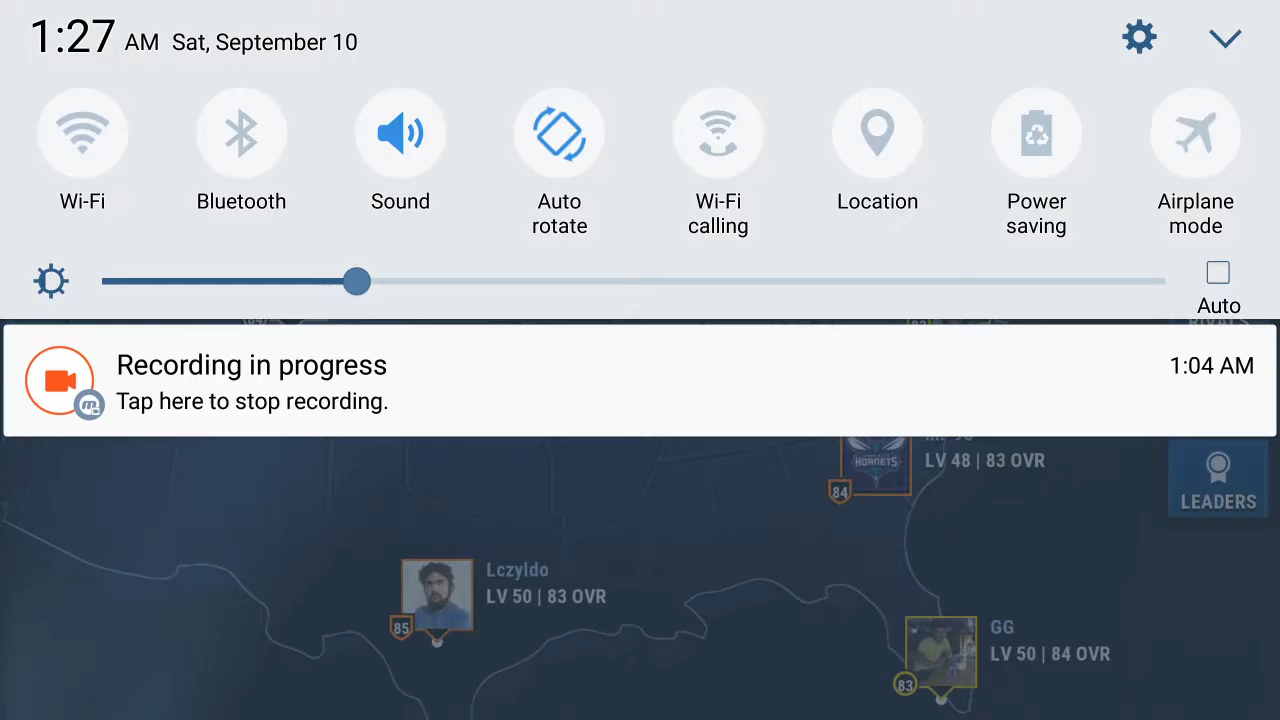 1:27 AM Sat, September 10
Wi-Fi
Bluetooth
Sound
Auto
rotate
Wi-Fi
calling
Location
Power
saving
Airplane
mode
Auto
RIVALS
Recording in progress
1:04 AM
Tap here to stop recording.
HORNETS
LV 48 | 83 OVR
84
LEADERS
Lczyldo
LV 50 | 83 OVR
85
GG
LV 50 | 84 OVR
83